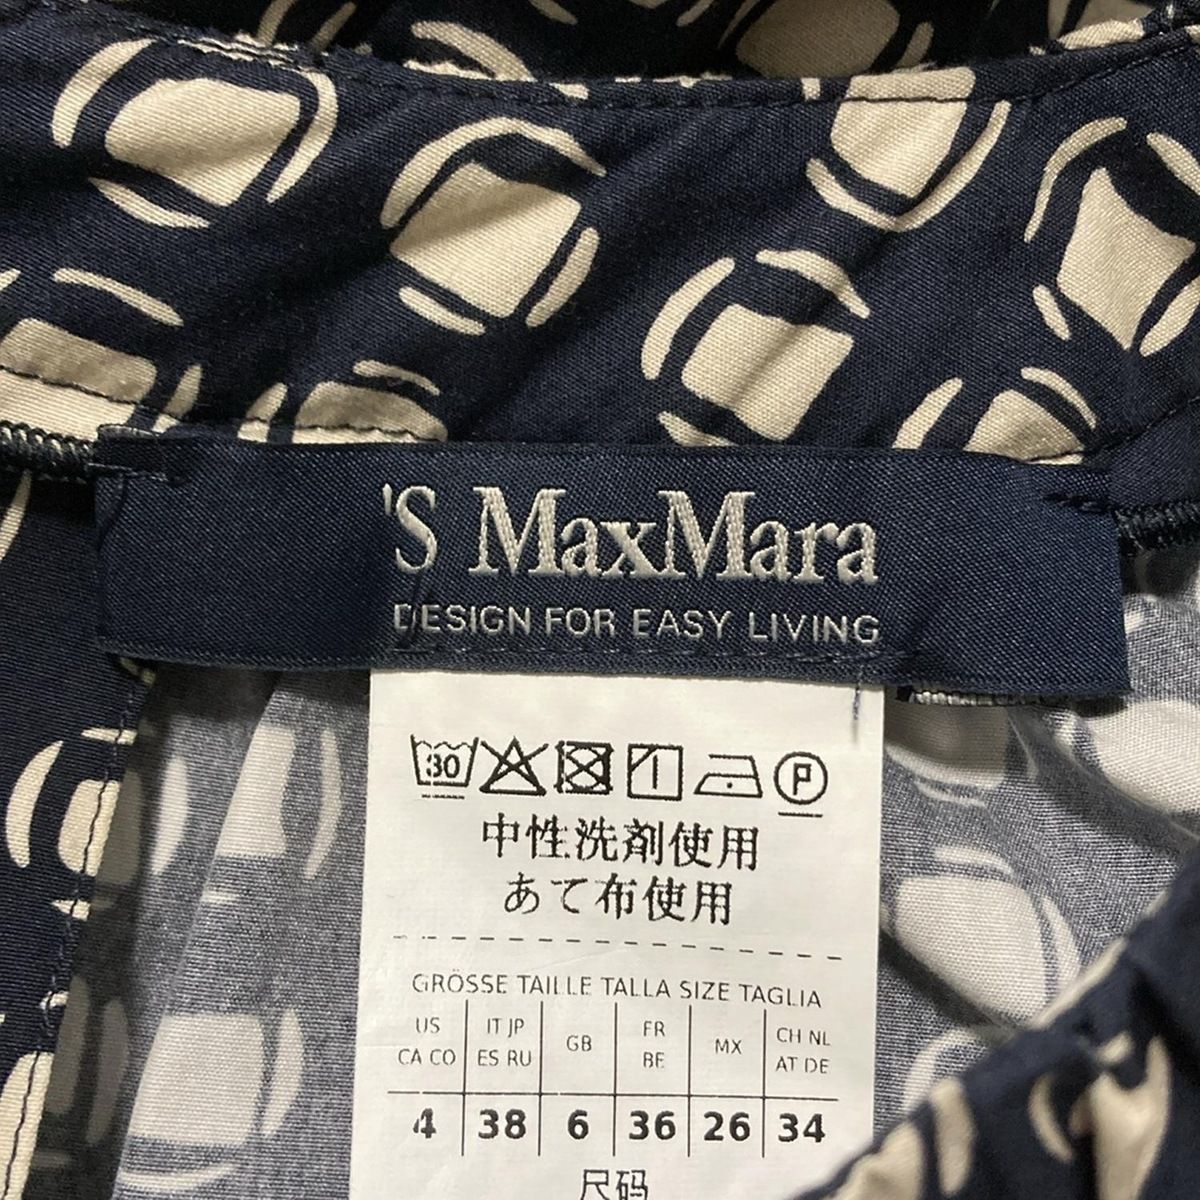 'S MaxMara
DESIGN FOR EASY LIVING
30 P
中性洗剤使用
あて布使用
GRÖSSE TAILLE TALLA SIZE TAGLIA
US IT JP GB FR MX CH NL
CA CO ES RU BE AT DE
4 38 6 36 26 34
尺码